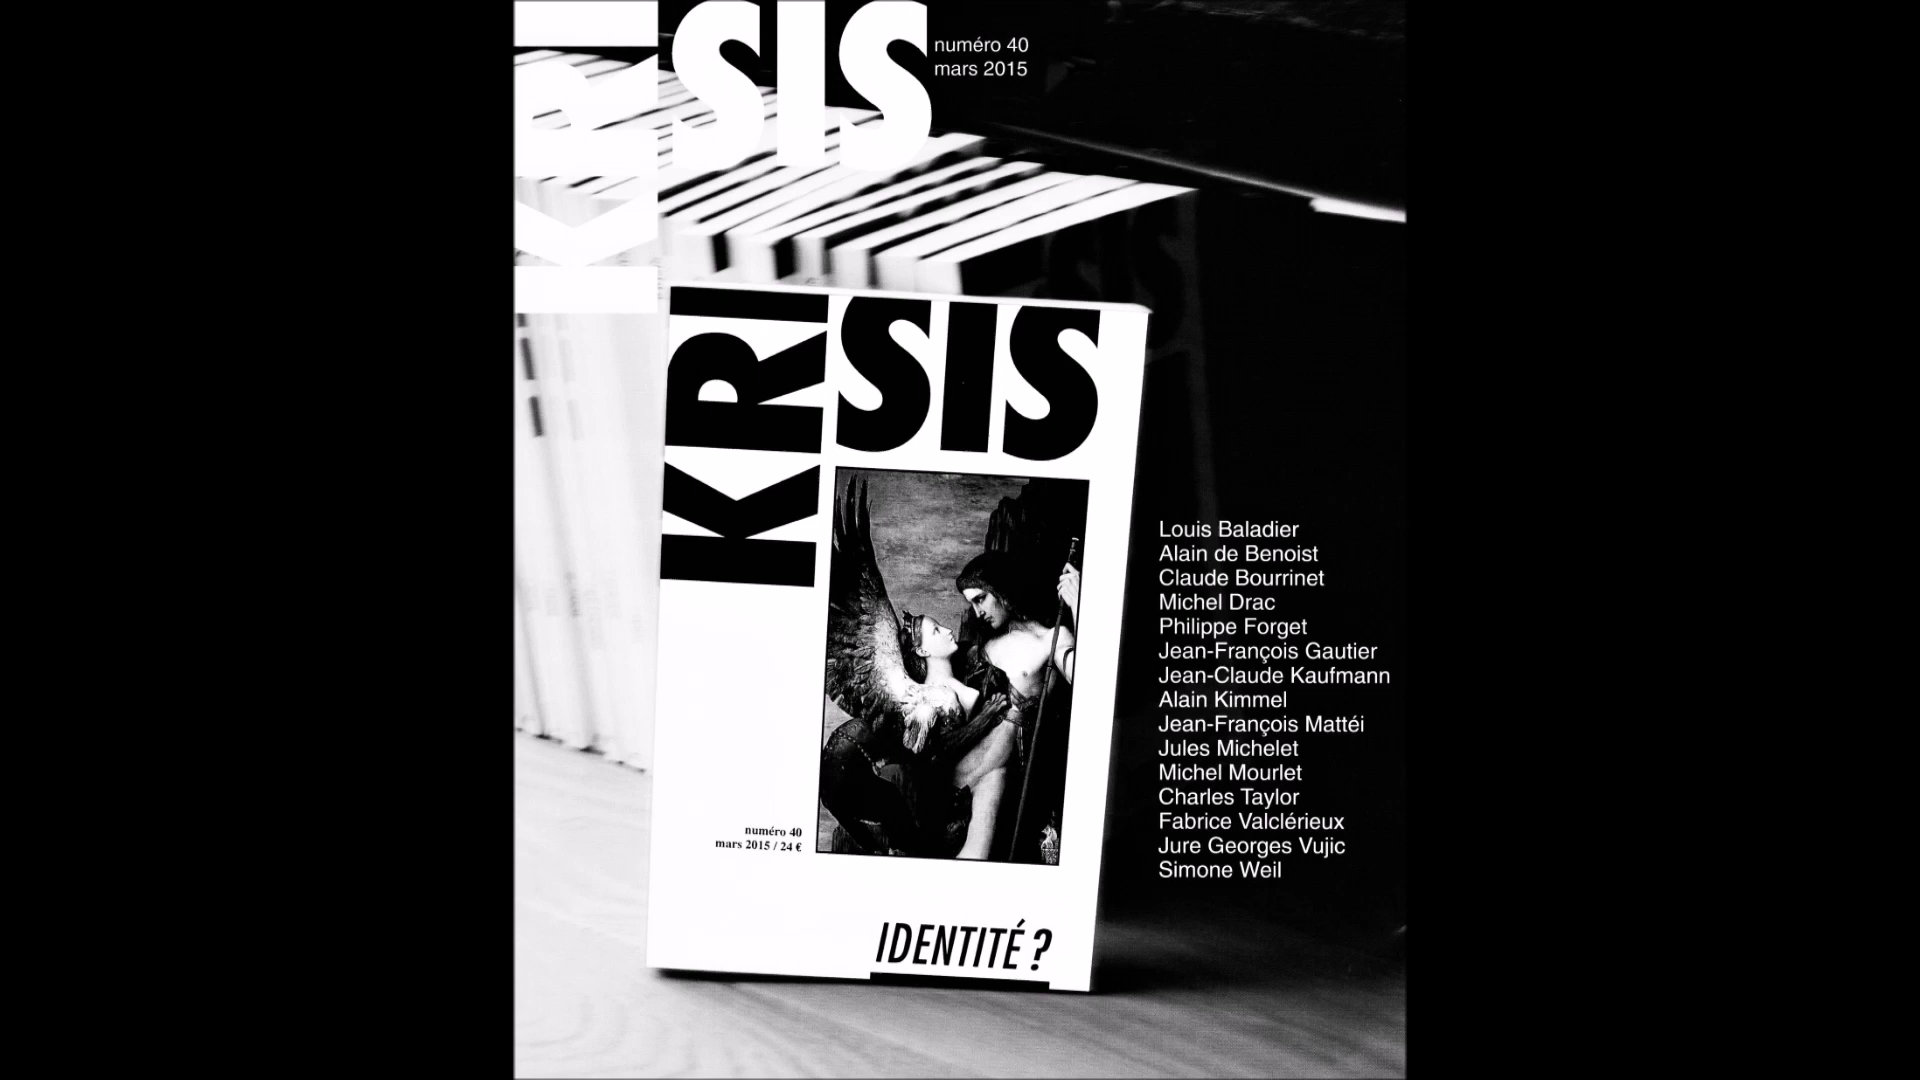 KRISIS
numéro 40
mars 2015
KRISIS
Louis Baladier
Alain de Benoist
Claude Bourrinet
Michel Drac
Philippe Forget
Jean-François Gautier
Jean-Claude Kaufmann
Alain Kimmel
Jean-François Mattéi
Jules Michelet
Michel Mourlet
Charles Taylor
Fabrice Valclérieux
Jure Georges Vujic
Simone Weil
numéro 40
mars 2015 / 24 €
IDENTITÉ ?